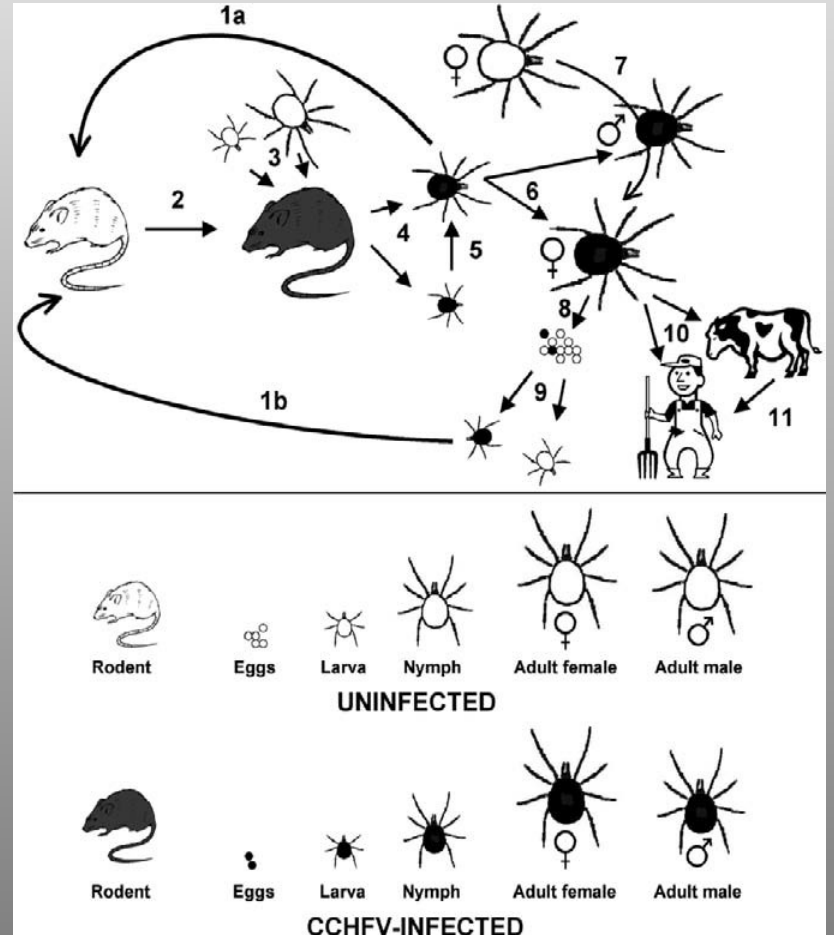 1a
7
3
2
6
4
5
8
10
9
1b
11
♀
♂
♀
Rodent Eggs Larva Nymph Adult female Adult male
♀ ♂
UNINFECTED
Rodent Eggs Larva Nymph Adult female Adult male
♀ ♂
CCHFV-INFECTED